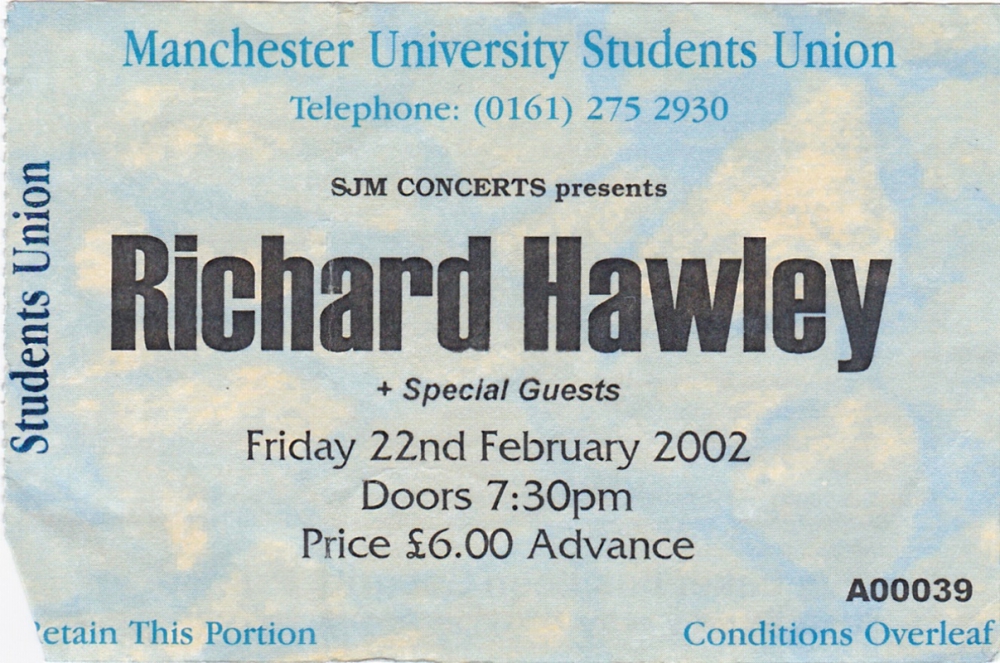 Manchester University Students Union
Telephone: (0161) 275 2930
SJM CONCERTS presents
Richard Hawley
+ Special Guests
Friday 22nd February 2002
Doors 7:30pm
Price £6.00 Advance
A00039
etain This Portion
Conditions Overleaf
Students Union